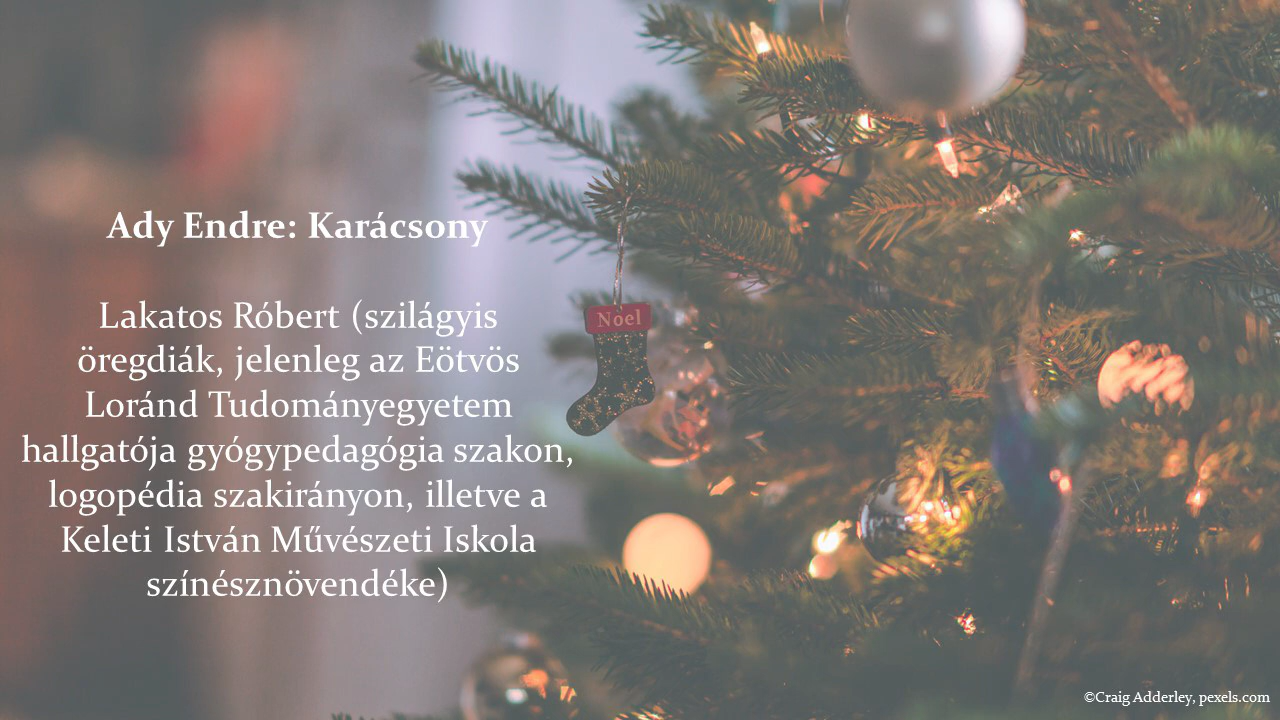 Ady Endre: Karácsony
Lakatos Róbert (szilágyis
öregdiák, jelenleg az Eötvös
Loránd Tudományegyetem
hallgatója gyógypedagógia szakon,
logopédia szakirányon, illetve a
Keleti István Művészeti Iskola
színésznövendéke)
Noel
©Craig Adderley, pexels.com